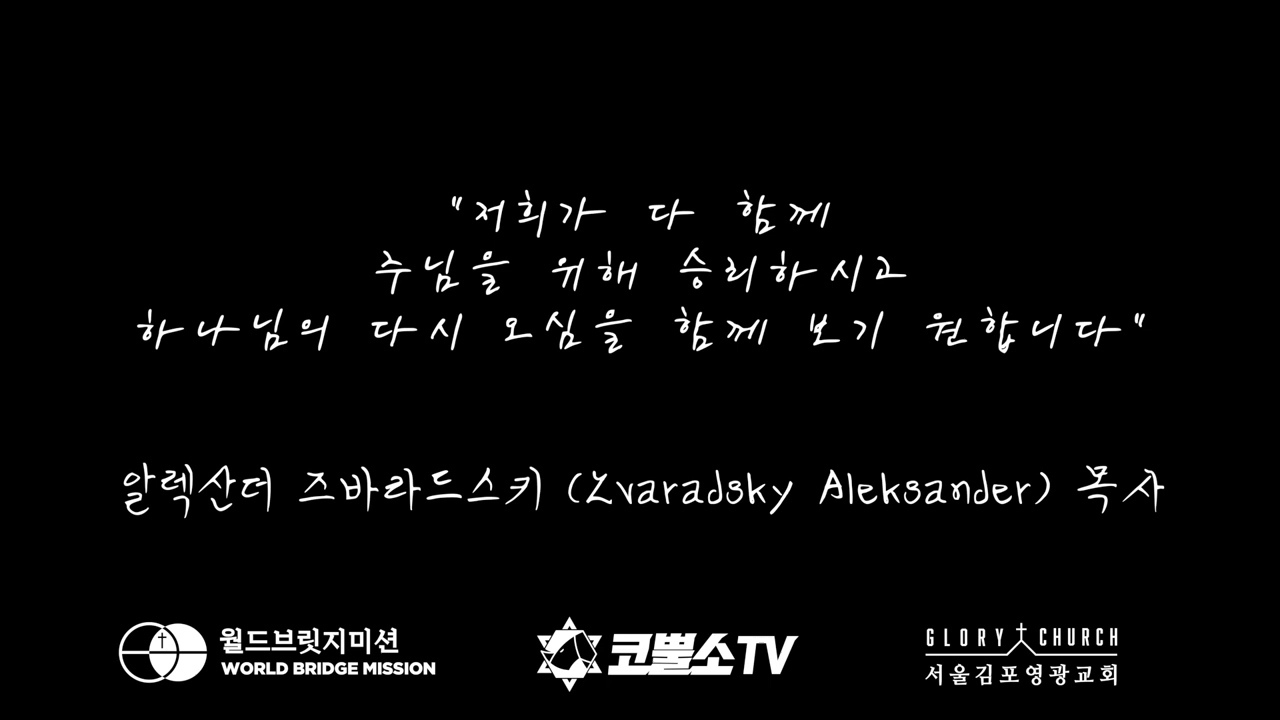 "저희가 다 함께
주님을 위해 승리하시고
하나님의 다시 오심을 함께 보기 원합니다"
알렉산더 즈바라드스키 (Zvaradsky Aleksander) 목사
월드브릿지미션
WORLD BRIDGE MISSION
코뿔소TV
GLORY CHURCH
서울김포영광교회